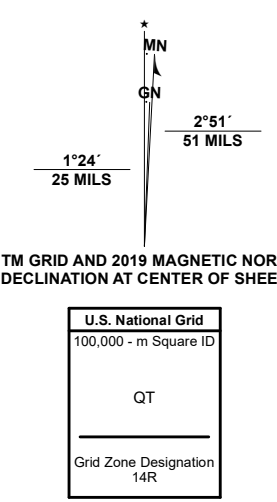 ★
MN
GN
2°51´
51 MILS
1°24´
25 MILS
TM GRID AND 2019 MAGNETIC NOR
DECLINATION AT CENTER OF SHEE
U.S. National Grid
100,000 - m Square ID
QT
Grid Zone Designation
14R